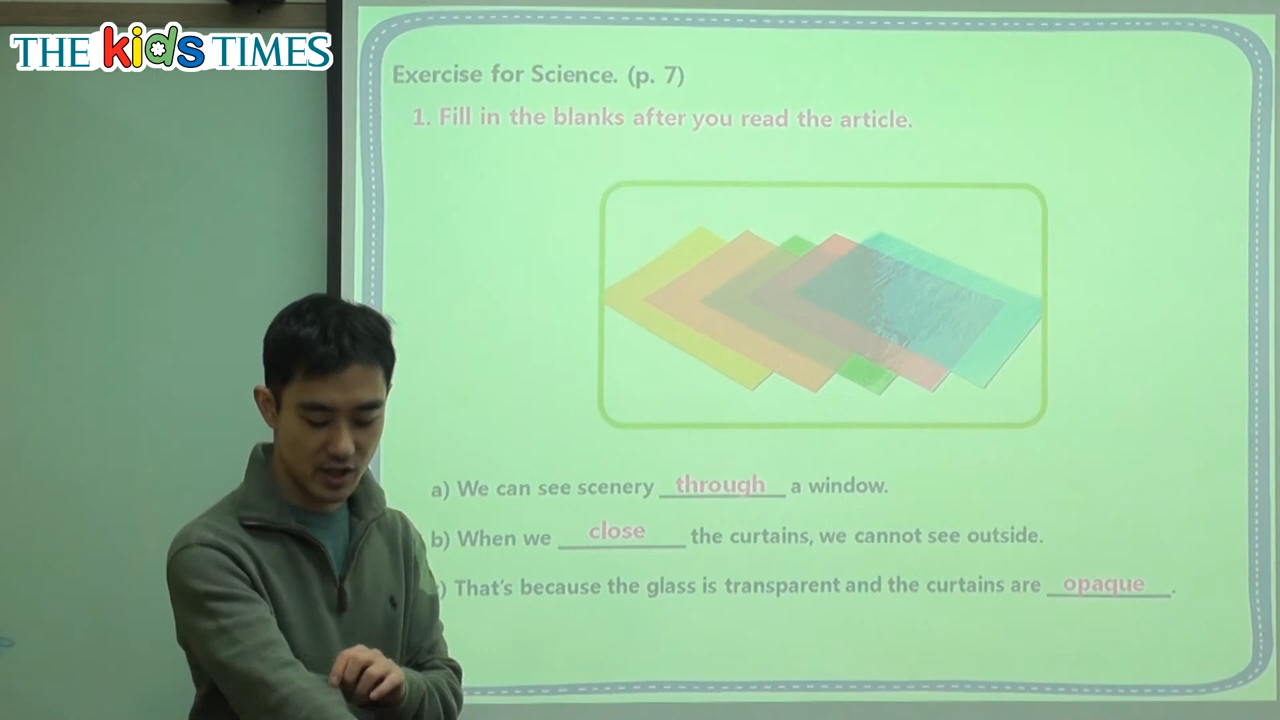 THE kids TIMES
Exercise for Science. (p. 7)
1. Fill in the blanks after you read the article.
a) We can see scenery through a window.
b) When we close the curtains, we cannot see outside.
) That's because the glass is transparent and the curtains are opaque.